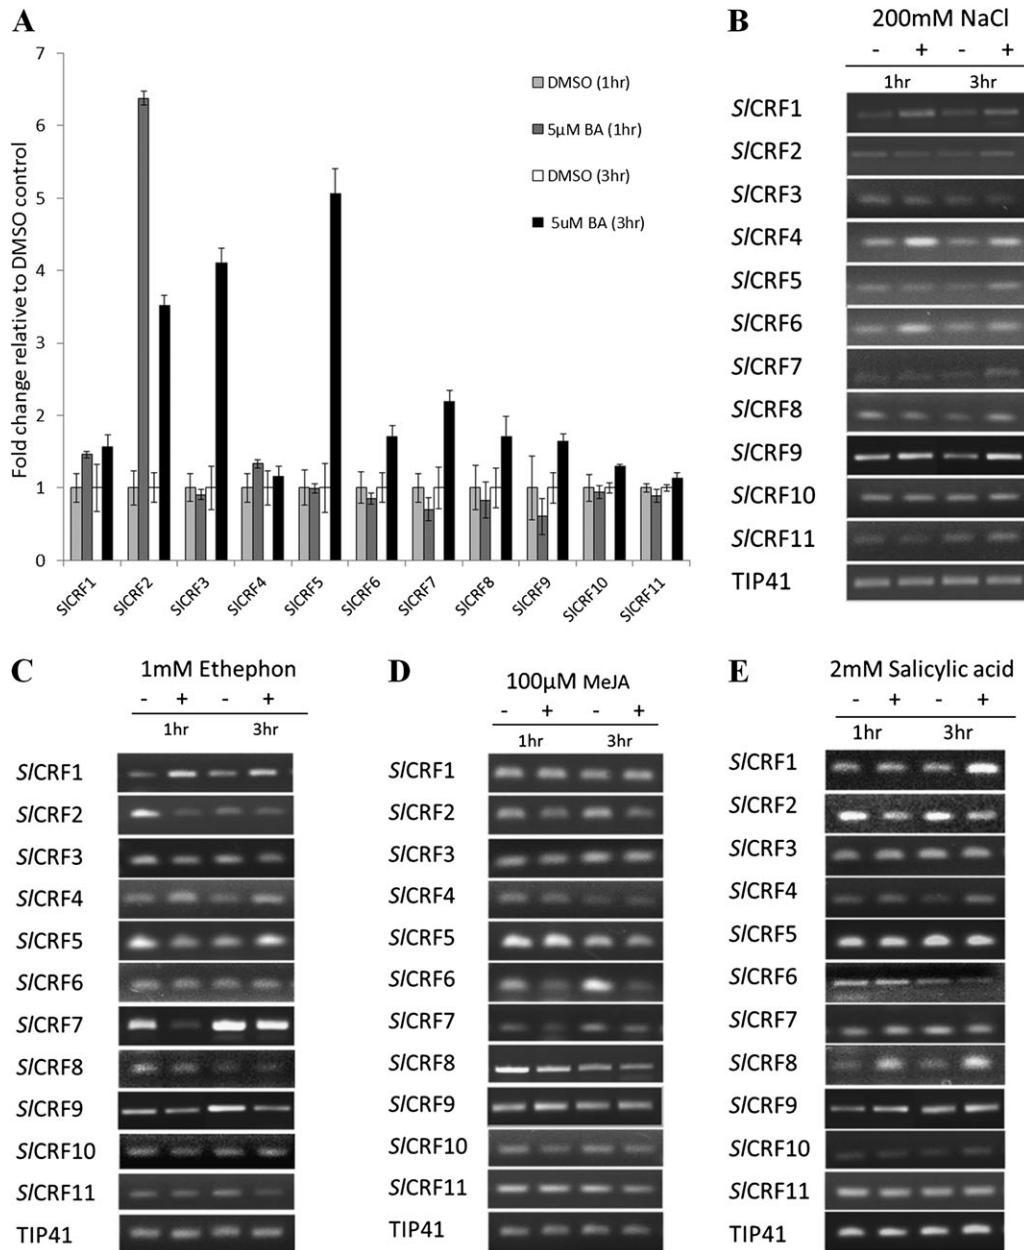 A
Fold change relative to DMSO control
7
6
5
4
3
2
1
0
DMSO (1hr)
5µM BA (1hr)
DMSO (3hr)
5uM BA (3hr)
SlCRF1
SlCRF2
SlCRF3
SlCRF4
SlCRF5
SlCRF6
SlCRF7
SlCRF8
SlCRF9
SlCRF10
SlCRF11
B
200mM NaCl
- + - +
1hr 3hr
SlCRF1
SlCRF2
SlCRF3
SlCRF4
SlCRF5
SlCRF6
SlCRF7
SlCRF8
SlCRF9
SlCRF10
SlCRF11
TIP41
C
1mM Ethephon
- + - +
1hr 3hr
SlCRF1
SlCRF2
SlCRF3
SlCRF4
SlCRF5
SlCRF6
SlCRF7
SlCRF8
SlCRF9
SlCRF10
SlCRF11
TIP41
D
100µM MeJA
- + - +
1hr 3hr
SlCRF1
SlCRF2
SlCRF3
SlCRF4
SlCRF5
SlCRF6
SlCRF7
SlCRF8
SlCRF9
SlCRF10
SlCRF11
TIP41
E
2mM Salicylic acid
- + - +
1hr 3hr
SlCRF1
SlCRF2
SlCRF3
SlCRF4
SlCRF5
SlCRF6
SlCRF7
SlCRF8
SlCRF9
SlCRF10
SlCRF11
TIP41